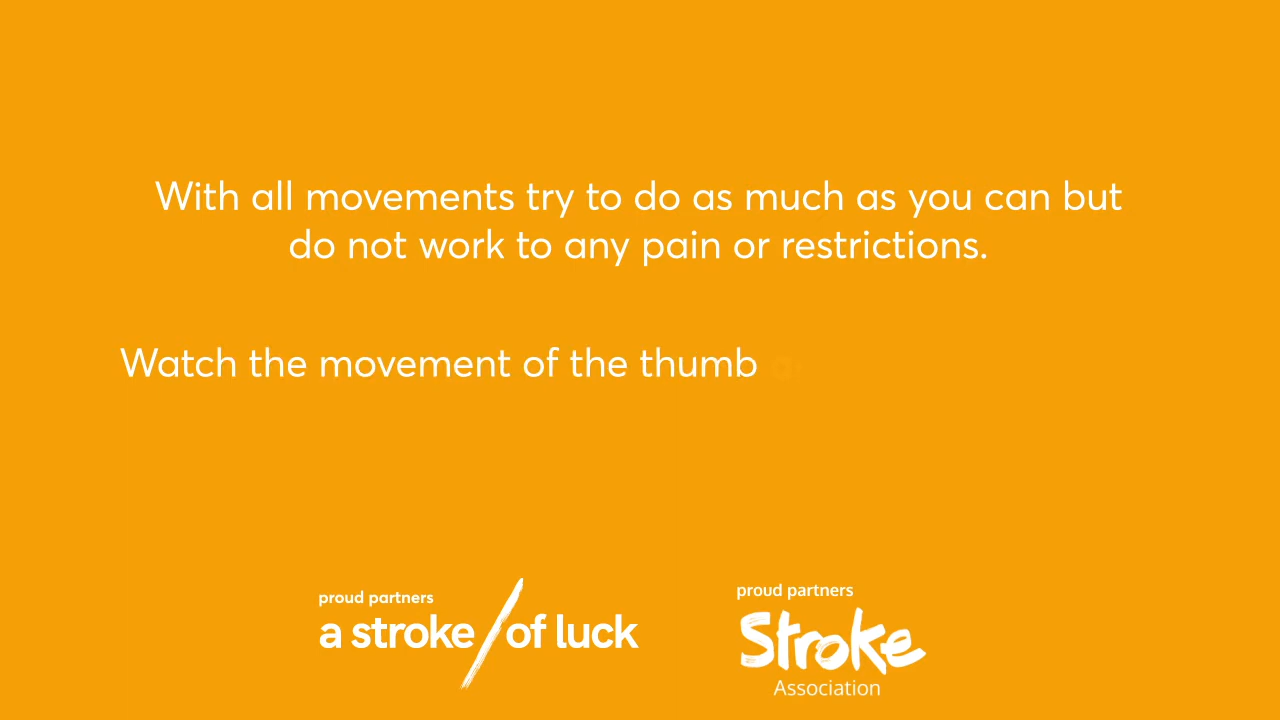 With all movements try to do as much as you can but
do not work to any pain or restrictions.
Watch the movement of the thumb
proud partners
a stroke of luck
proud partners
Stroke
Association